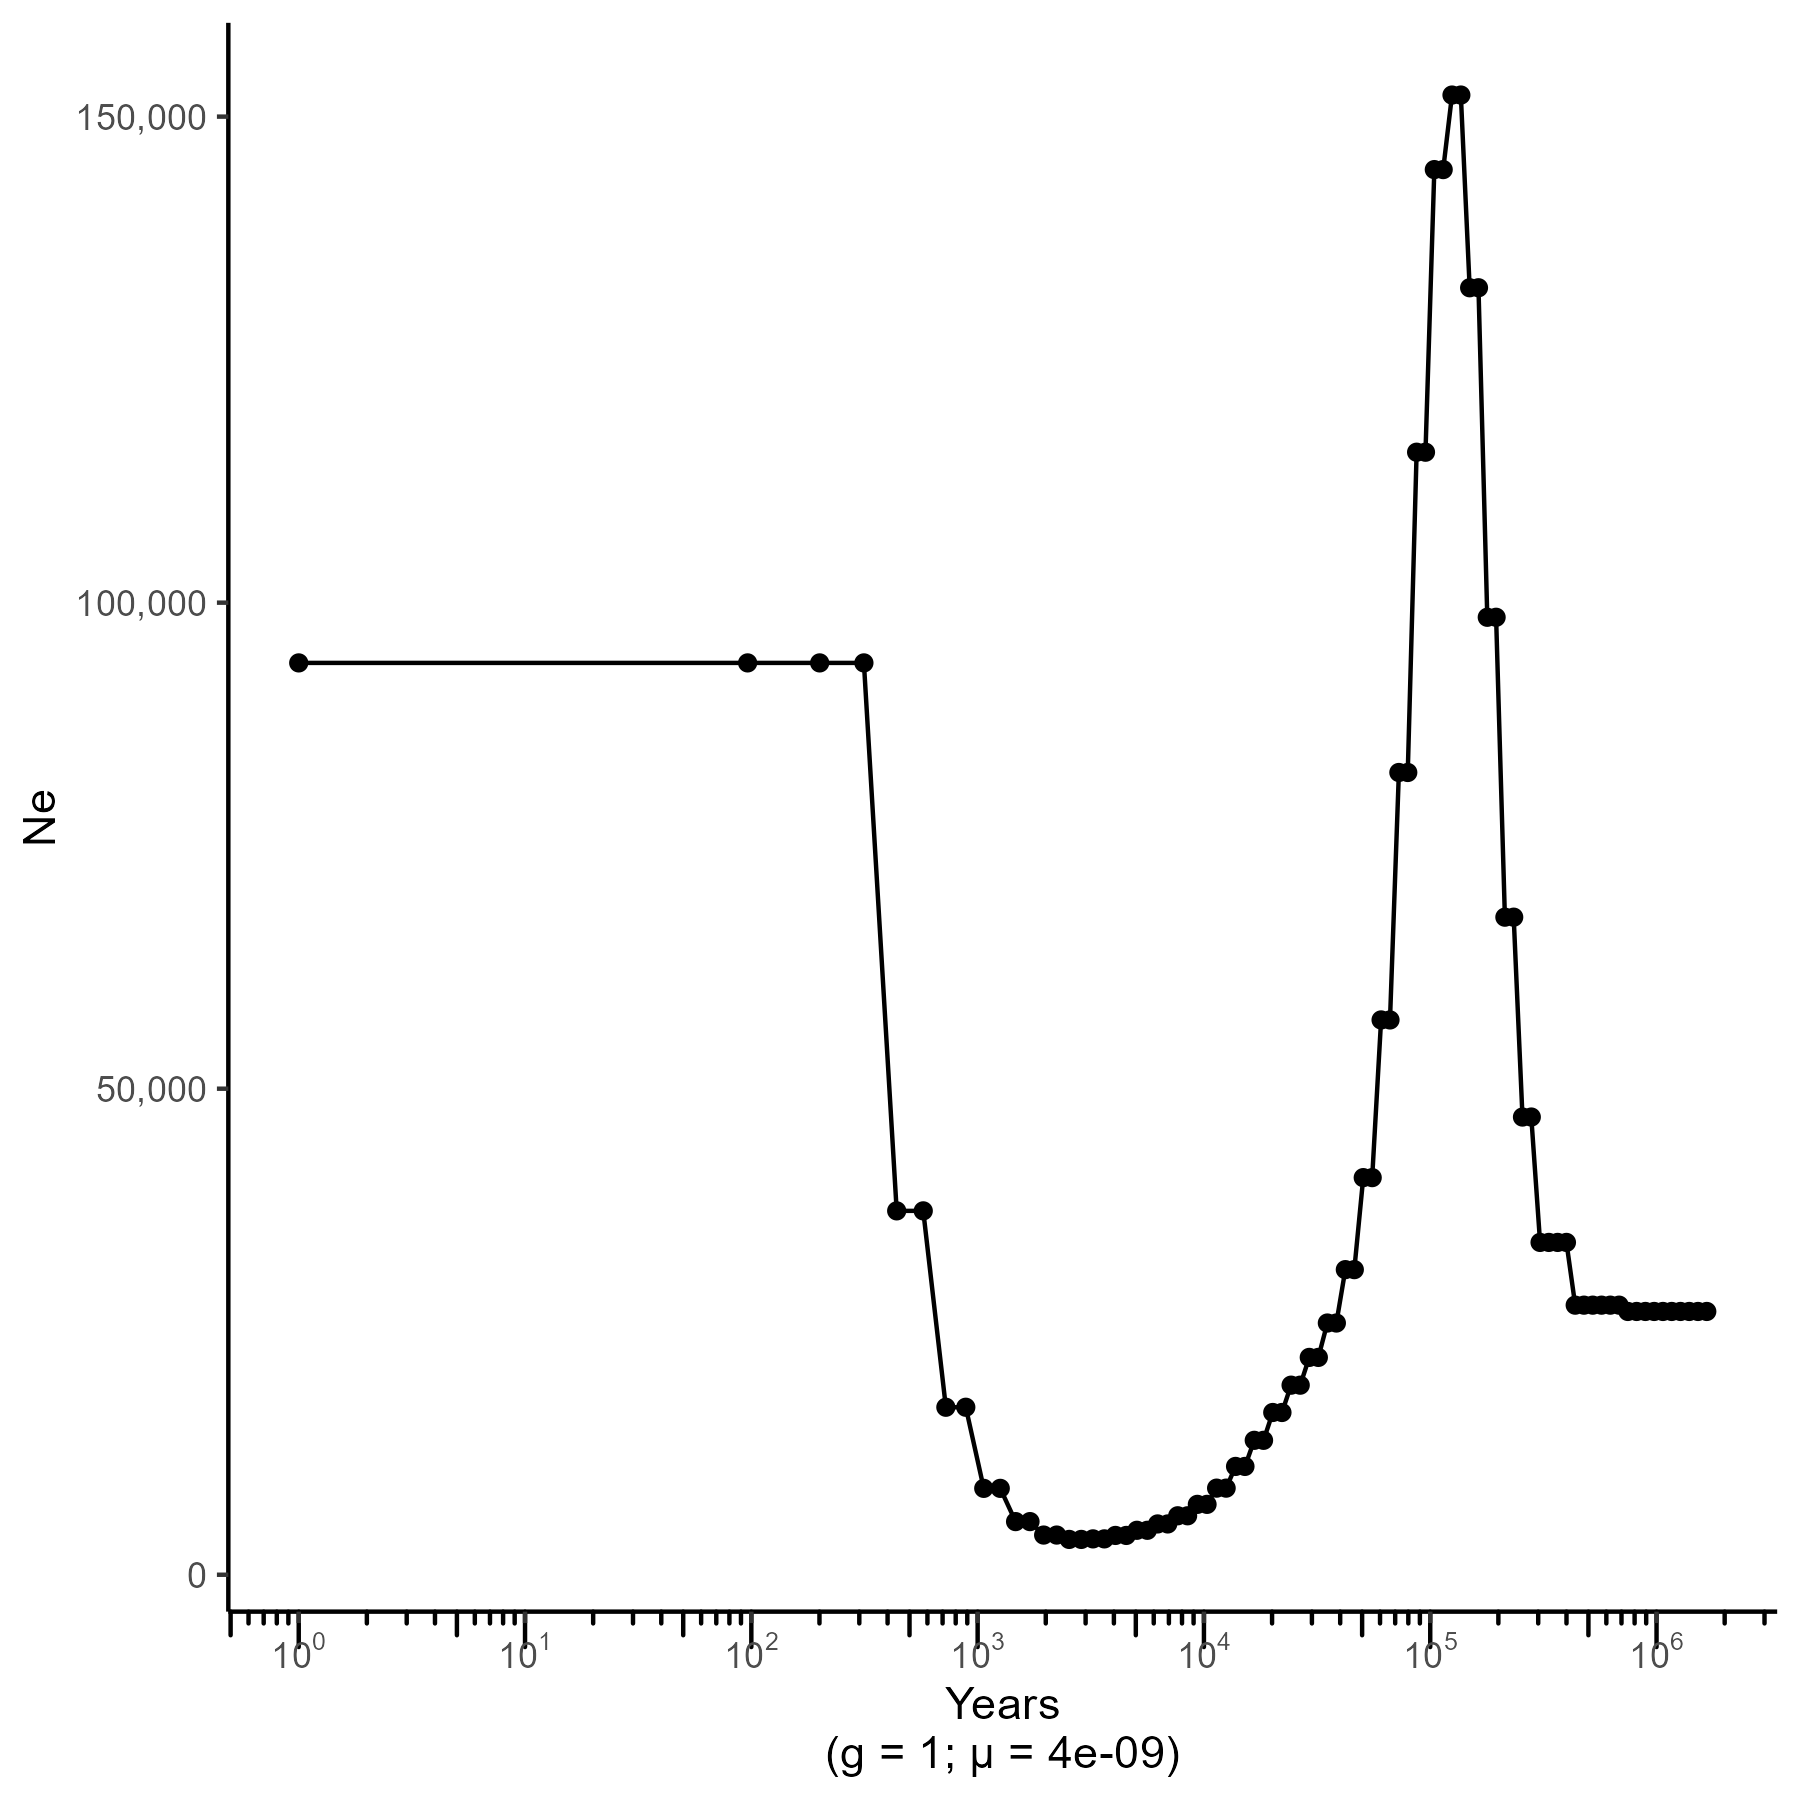 150,000
100,000
50,000
0
Ne
10⁰ 10¹ 10² 10³ 10⁴ 10⁵ 10⁶
Years
(g = 1; μ = 4e-09)